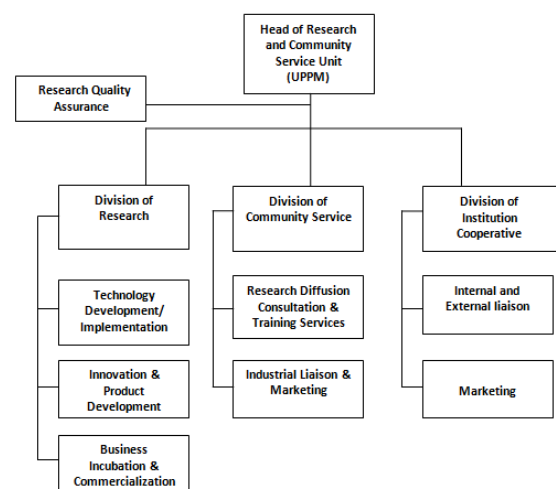 Head of Research
and Community
Service Unit
(UPPM)
Research Quality
Assurance
Division of
Research
Division of
Community Service
Division of
Institution
Cooperative
Technology
Development/
Implementation
Research Diffusion
Consultation &
Training Services
Internal and
External liaison
Innovation &
Product
Development
Industrial Liaison &
Marketing
Marketing
Business
Incubation &
Commercialization